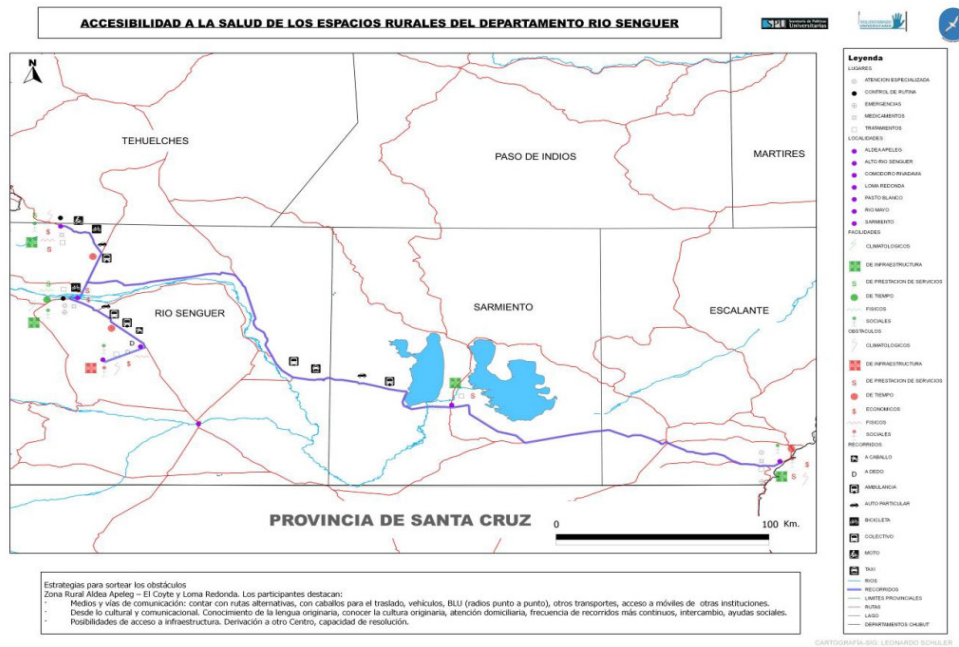 ACCESIBILIDAD A LA SALUD DE LOS ESPACIOS RURALES DEL DEPARTAMENTO RIO SENGUER
SPU Secretaría de Políticas Universitarias
N
TEHUELCHES
PASO DE INDIOS
MARTIRES
RIO SENGUER
SARMIENTO
ESCALANTE
D
PROVINCIA DE SANTA CRUZ
0 100 Km.
Leyenda
LUGARES
ATENCION ESPECIALIZADA
CONTROL DE RUTINA
EMERGENCIAS
MEDICAMENTOS
TRATAMIENTOS
LOCALIDADES
ALDEA APELEG
ALTO RIO SENGUER
COMODORO RIVADAVIA
LOMA REDONDA
PASTO BLANCO
RIO MAYO
SARMIENTO
FACILIDADES
CLIMATOLOGICOS
DE INFRAESTRUCTURA
S DE PRESTACION DE SERVICIOS
DE TIEMPO
FISICOS
SOCIALES
OBSTACULOS
CLIMATOLOGICOS
DE INFRAESTRUCTURA
S DE PRESTACION DE SERVICIOS
DE TIEMPO
$ ECONOMICOS
FISICOS
SOCIALES
RECORRIDOS
A CABALLO
D A DEDO
AMBULANCIA
AUTO PARTICULAR
BICICLETA
COLECTIVO
MOTO
TAXI
RIOS
RECORRIDOS
LIMITES PROVINCIALES
RUTAS
LAGO
DEPARTAMENTOS CHUBUT
Estrategias para sortear los obstáculos
Zona Rural Aldea Apeleg – El Coyte y Loma Redonda. Los participantes destacan:
· Medios y vías de comunicación: contar con rutas alternativas, con caballos para el traslado, vehículos, BLU (radios punto a punto), otros transportes, acceso a móviles de otras instituciones.
· Desde lo cultural y comunicacional. Conocimiento de la lengua originaria, conocer la cultura originaria, atención domiciliaria, frecuencia de recorridos más continuos, intercambio, ayudas sociales.
· Posibilidades de acceso a infraestructura. Derivación a otro Centro, capacidad de resolución.
CARTOGRAFÍA-SIG: LEONARDO SCHULER